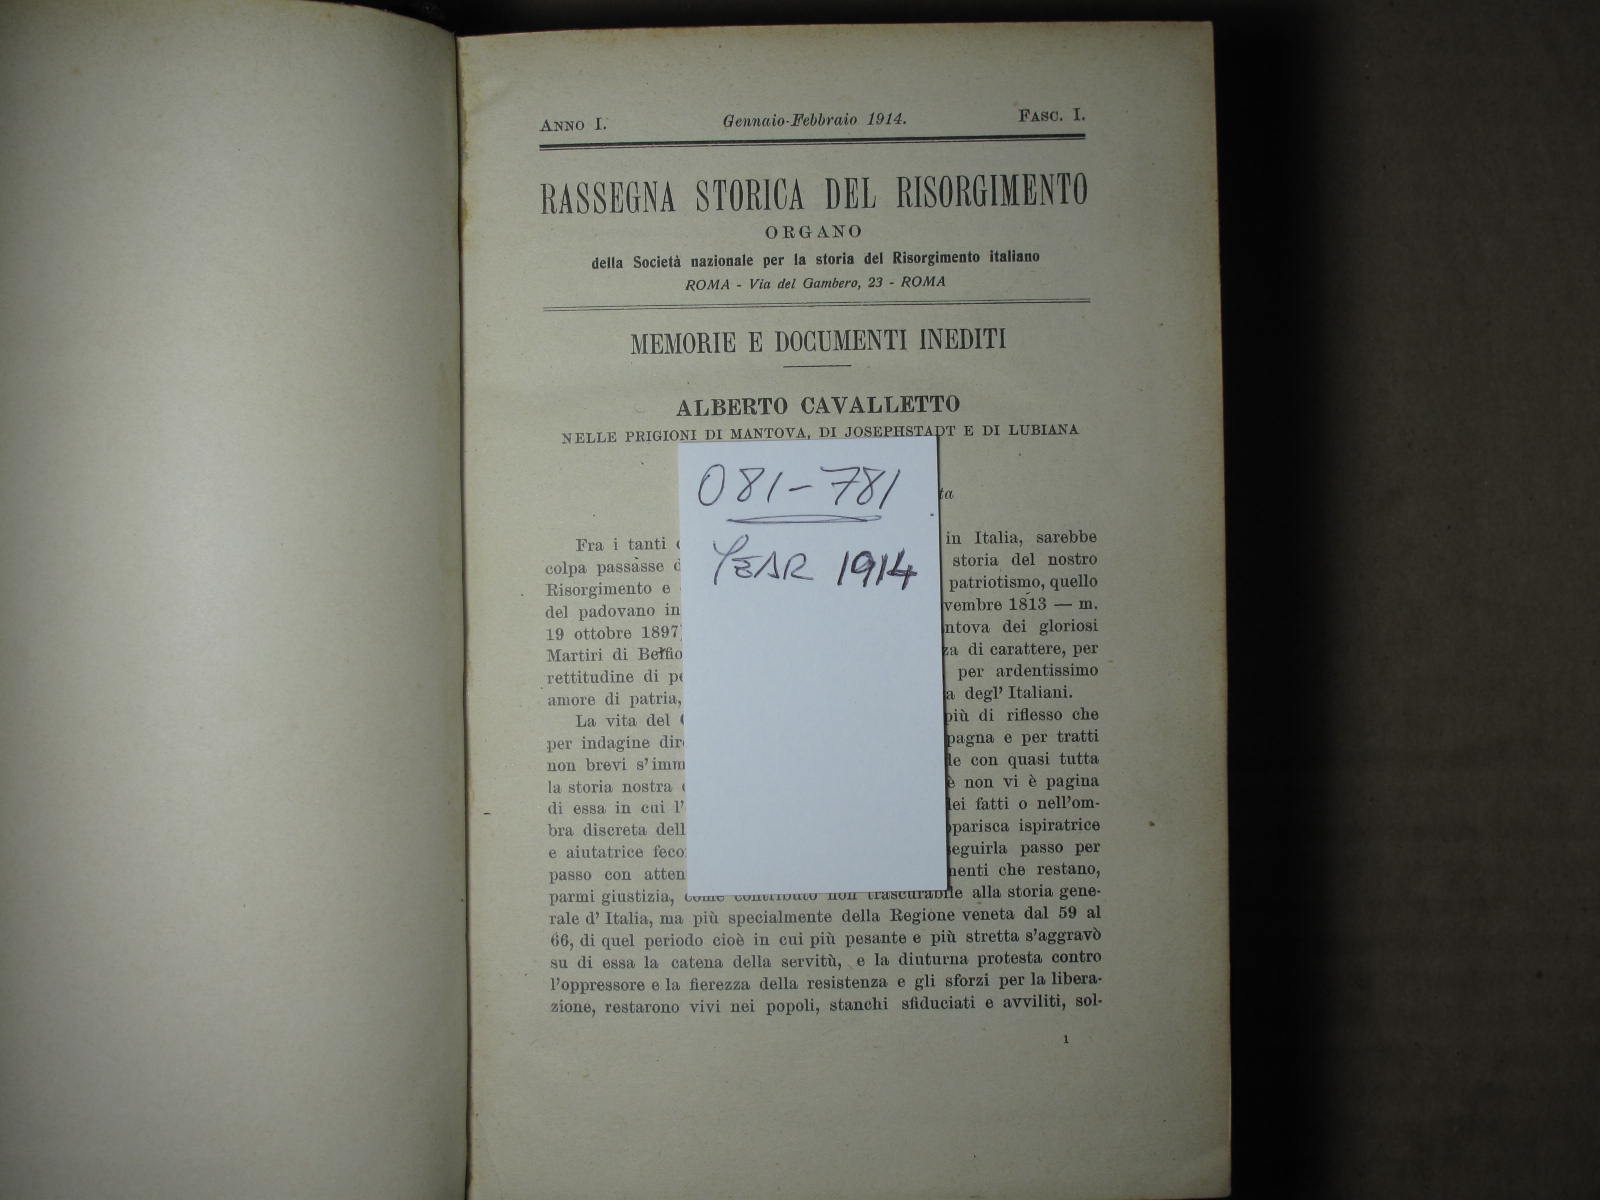 ANNO I. Gennaio-Febbraio 1914. FASC. I.
RASSEGNA STORICA DEL RISORGIMENTO
ORGANO
della Società nazionale per la storia del Risorgimento italiano
ROMA - Via del Gambero, 23 - ROMA
MEMORIE E DOCUMENTI INEDITI
ALBERTO CAVALLETTO
NELLE PRIGIONI DI MANTOVA, DI JOSEPHSTADT E DI LUBIANA
081-781
YEAR 1914
Fra i tanti in Italia, sarebbe
colpa passasse storia del nostro
Risorgimento e patriotismo, quello
del padovano in 1813 — m.
19 ottobre 1897 dei gloriosi
Martiri di di carattere, per
rettitudine di per ardentissimo
amore di patria, degl' Italiani.
La vita del più di riflesso che
per indagine e per tratti
non brevi con quasi tutta
la storia nostra è non vi è pagina
di essa in cui l' fatti o nell'om-
bra discreta ispiratrice
e aiutatrice passo per
passo con che restano,
parmi giustizia, come contributo non trascurabile alla storia gene-
rale d' Italia, ma più specialmente della Regione veneta dal 59 al
66, di quel periodo cioè in cui più pesante e più stretta s'aggravò
su di essa la catena della servitù, e la diuturna protesta contro
l'oppressore e la fierezza della resistenza e gli sforzi per la libera-
zione, restarono vivi nei popoli, stanchi sfiduciati e avviliti, sol-
1